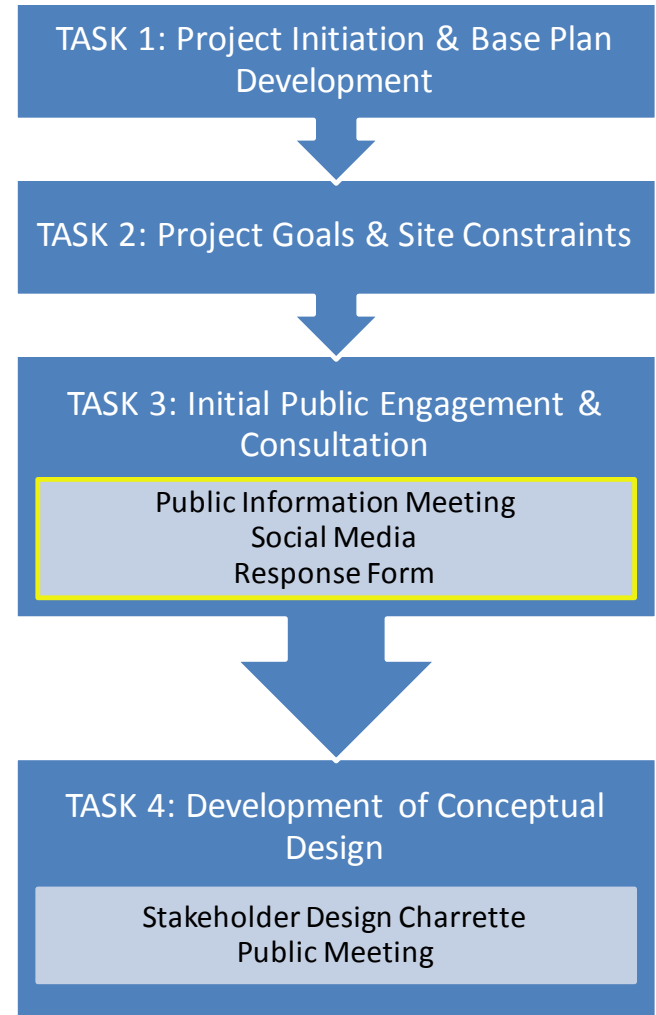 TASK 1: Project Initiation & Base Plan
Development
TASK 2: Project Goals & Site Constraints
TASK 3: Initial Public Engagement &
Consultation
Public Information Meeting
Social Media
Response Form
TASK 4: Development of Conceptual
Design
Stakeholder Design Charrette
Public Meeting